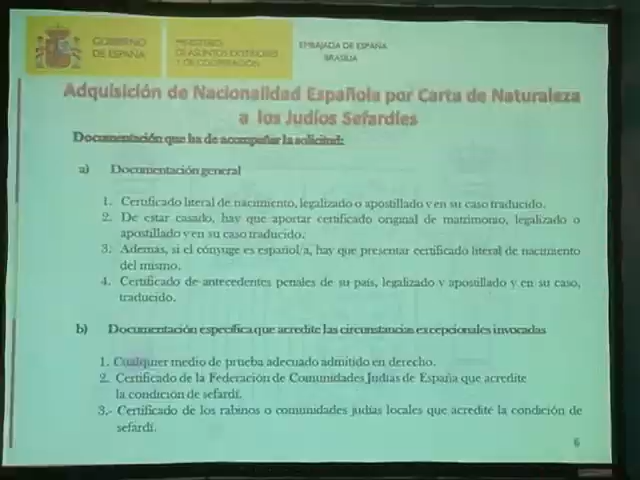 GOBIERNO
DE ESPAÑA
MINISTERIO
DE ASUNTOS EXTERIORES
Y DE COOPERACIÓN
EMBAJADA DE ESPAÑA
BRASILIA
Adquisición de Nacionalidad Española por Carta de Naturaleza
a los Judíos Sefardíes
Documentación que ha de acompañar la solicitud:
a) Documentación general
1. Certificado literal de nacimiento, legalizado o apostillado y en su caso traducido.
2. De estar casado, hay que aportar certificado original de matrimonio, legalizado o
apostillado y en su caso traducido.
3. Además, si el cónyuge es español/a, hay que presentar certificado literal de nacimiento
del mismo.
4. Certificado de antecedentes penales de su país, legalizado y apostillado y en su caso,
traducido.
b) Documentación específica que acredite las circunstancias excepcionales invocadas
1. Cualquier medio de prueba adecuado admitido en derecho.
2. Certificado de la Federación de Comunidades Judías de España que acredite
la condición de sefardí.
3.- Certificado de los rabinos o comunidades judías locales que acredite la condición de
sefardí.
6